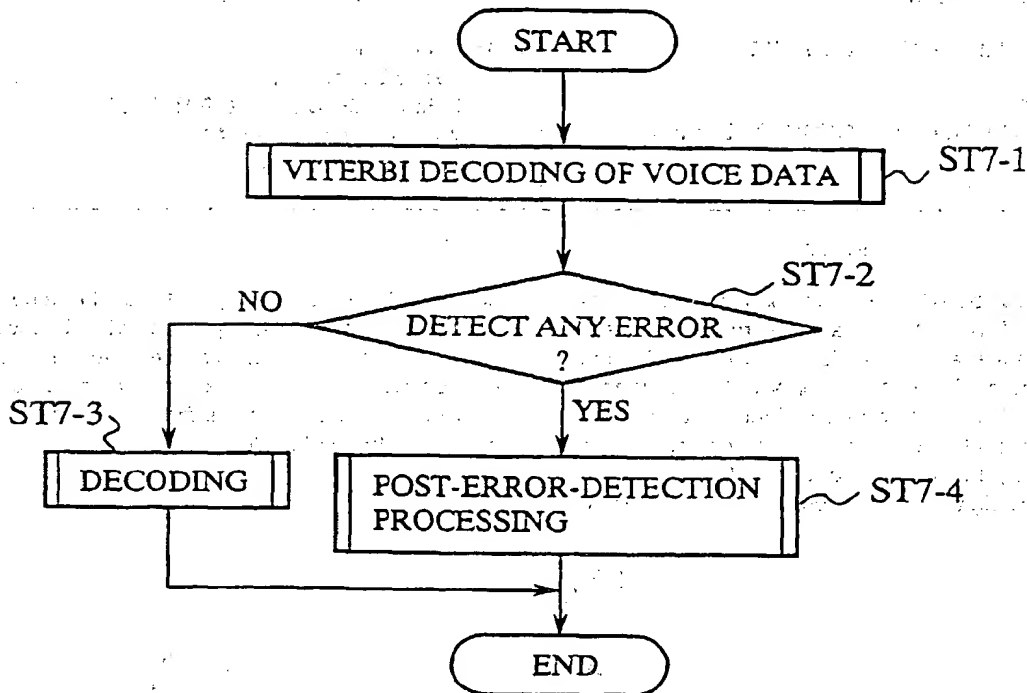 START
VITERBI DECODING OF VOICE DATA
ST7-1
ST7-2
NO
DETECT ANY ERROR
?
YES
ST7-3
DECODING
POST-ERROR-DETECTION
PROCESSING
ST7-4
END